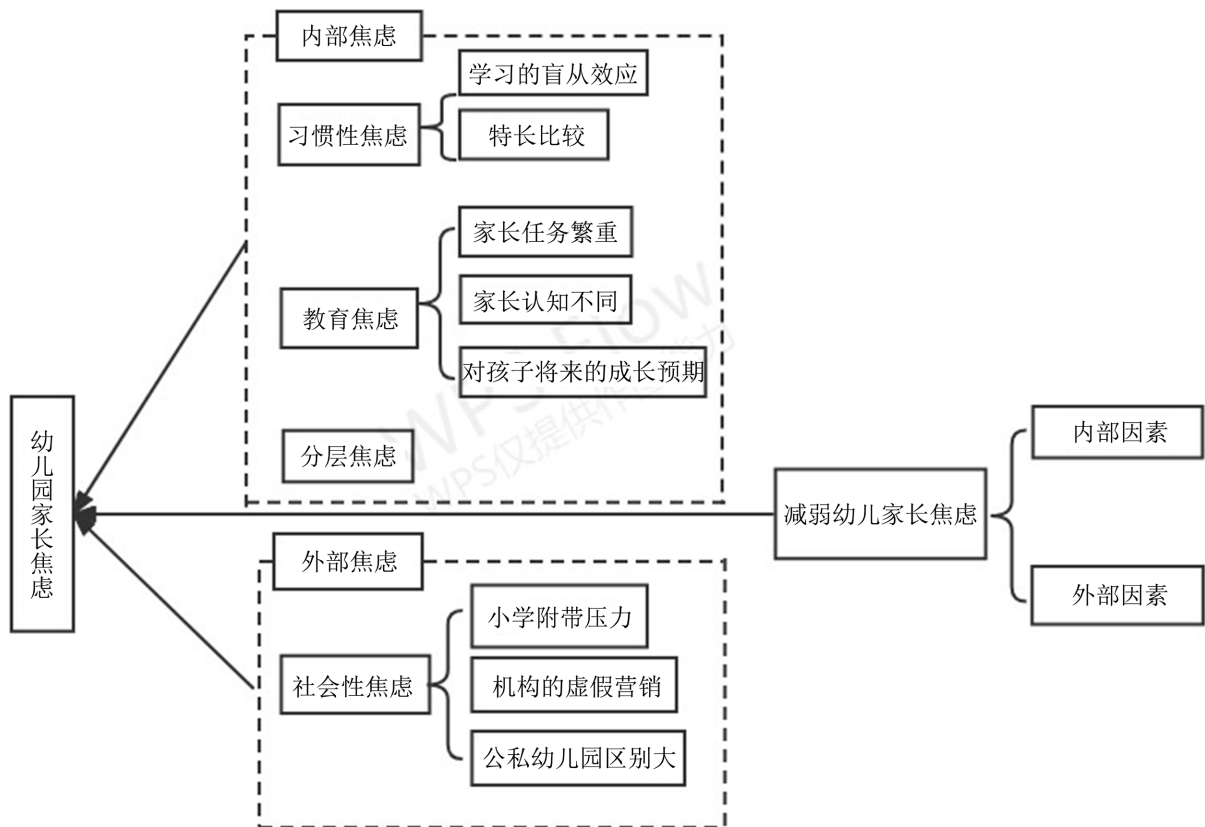 内部焦虑
学习的盲从效应
习惯性焦虑
特长比较
家长任务繁重
教育焦虑
家长认知不同
对孩子将来的成长预期
分层焦虑
幼儿园家长焦虑
减弱幼儿家长焦虑
内部因素
外部因素
外部焦虑
小学附带压力
社会性焦虑
机构的虚假营销
公私幼儿园区别大
WPS Flow